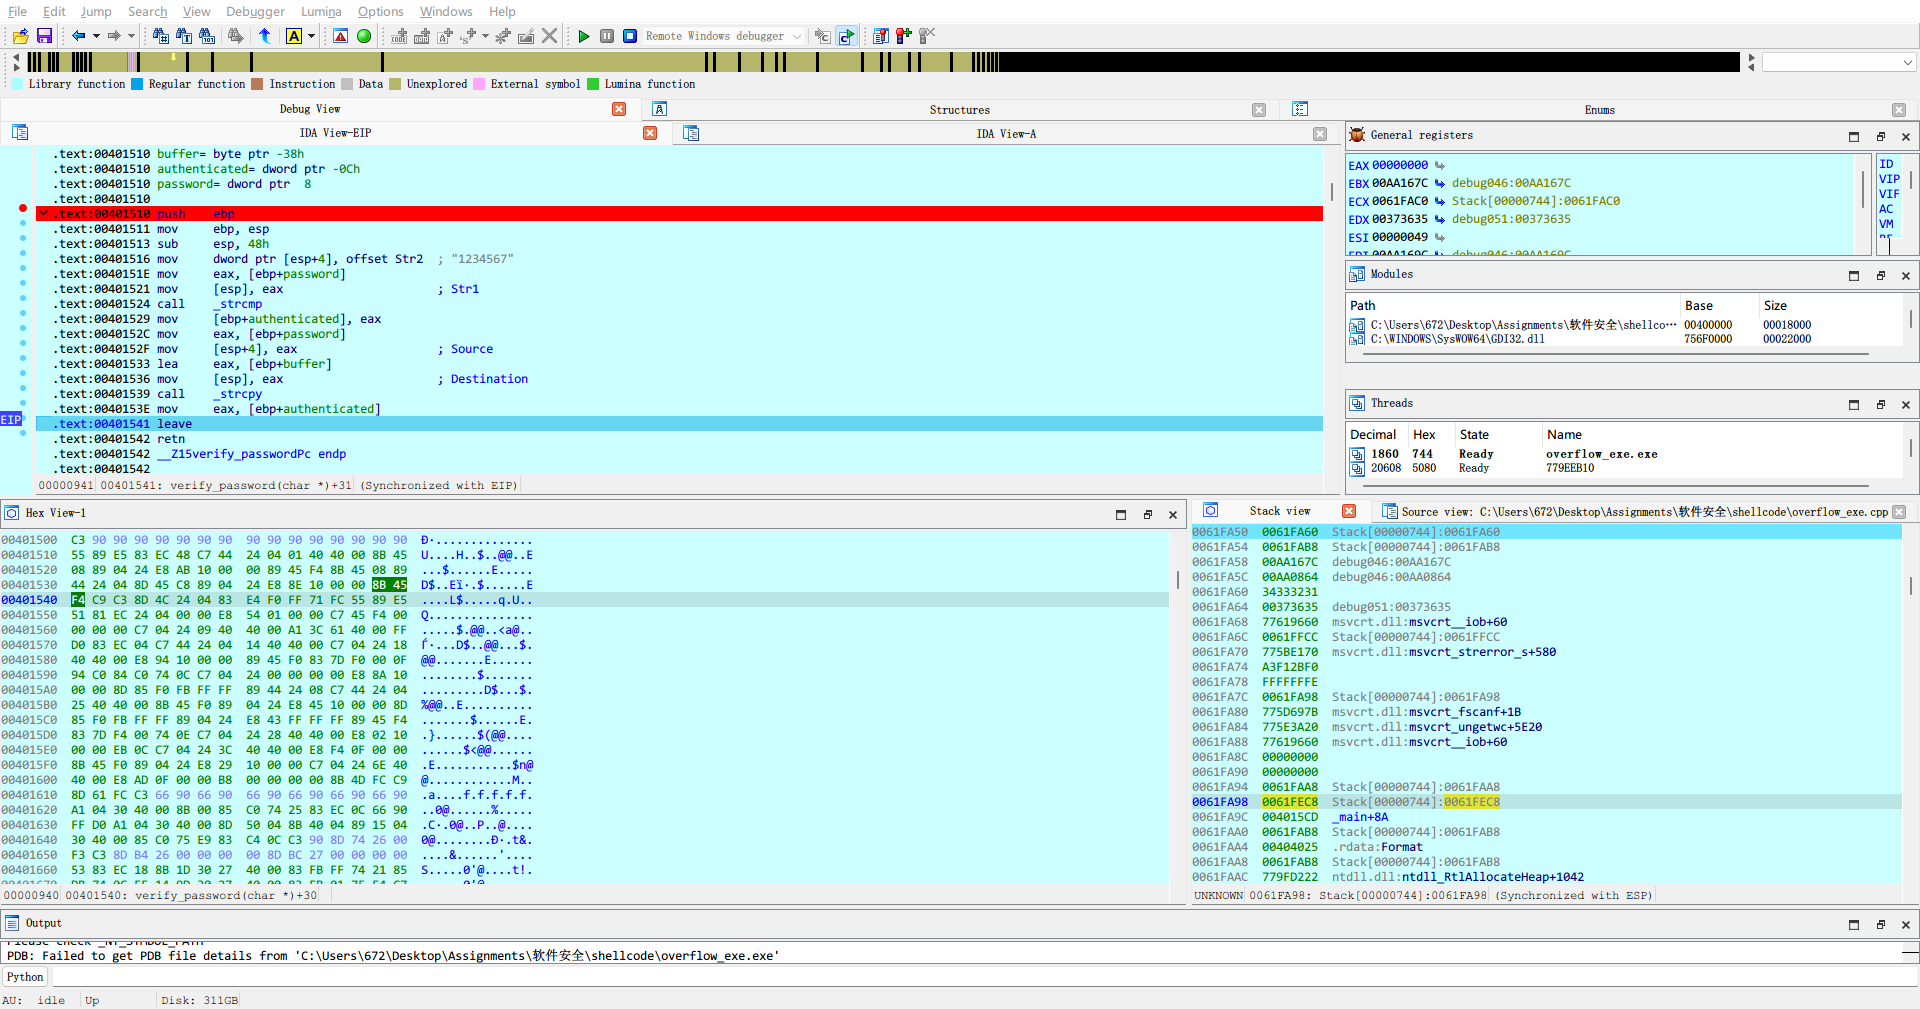 File Edit Jump Search View Debugger Lumina Options Windows Help
Remote Windows debugger
Library function Regular function Instruction Data Unexplored External symbol Lumina function
Debug View Structures Enums
IDA View-EIP IDA View-A
.text:00401510 buffer= byte ptr -38h
.text:00401510 authenticated= dword ptr -0Ch
.text:00401510 password= dword ptr  8
.text:00401510
.text:00401510 push    ebp
.text:00401511 mov     ebp, esp
.text:00401513 sub     esp, 48h
.text:00401516 mov     dword ptr [esp+4], offset Str2  ; "1234567"
.text:0040151E mov     eax, [ebp+password]
.text:00401521 mov     [esp], eax          ; Str1
.text:00401524 call    _strcmp
.text:00401529 mov     [ebp+authenticated], eax
.text:0040152C mov     eax, [ebp+password]
.text:0040152F mov     [esp+4], eax        ; Source
.text:00401533 lea     eax, [ebp+buffer]
.text:00401536 mov     [esp], eax          ; Destination
.text:00401539 call    _strcpy
.text:0040153E mov     eax, [ebp+authenticated]
EIP
.text:00401541 leave
.text:00401542 retn
.text:00401542 __Z15verify_passwordPc endp
.text:00401542
00000941 00401541: verify_password(char *)+31 (Synchronized with EIP)
General registers
EAX 00000000
EBX 00AA167C debug046:00AA167C
ECX 0061FAC0 Stack[00000744]:0061FAC0
EDX 00373635 debug051:00373635
ESI 00000049
EDI 00AA169C debug046:00AA169C
ID
VIP
VIF
AC
VM
Modules
Path Base Size
C:\Users\672\Desktop\Assignments\软件安全\shellco··· 00400000 00018000
C:\WINDOWS\SysWOW64\GDI32.dll 756F0000 00022000
Threads
Decimal Hex State Name
1860 744 Ready overflow_exe.exe
20608 5080 Ready 779EEB10
Hex View-1
00401500 C3 90 90 90 90 90 90 90 90 90 90 90 90 90 90 90 Đ·..............
00401510 55 89 E5 83 EC 48 C7 44 24 04 01 40 40 00 8B 45 U....H..$..@@..E
00401520 08 89 04 24 E8 AB 10 00 00 89 45 F4 8B 45 08 89 ...$......E.....
00401530 44 24 04 8D 45 C8 89 04 24 E8 8E 10 00 00 8B 45 D$..Eï·.$......E
00401540 F4 C9 C3 8D 4C 24 04 83 E4 F0 FF 71 FC 55 89 E5 ....L$.....q.U..
00401550 51 81 EC 24 04 00 00 E8 54 01 00 00 C7 45 F4 00 Q...............
00401560 00 00 00 C7 04 24 09 40 40 00 A1 3C 61 40 00 FF .....$.@@..<a@..
00401570 D0 83 EC 04 C7 44 24 04 14 40 40 00 C7 04 24 18
00401580 40 40 00 E8 94 10 00 00 89 45 F0 83 7D F0 00 0F @@.......E......
00401590 94 C0 84 C0 74 0C C7 04 24 00 00 00 00 E8 8A 10 ........$.......
004015A0 00 00 8D 85 F0 FB FF FF 89 44 24 08 C7 44 24 04 .........D$...$.
004015B0 25 40 40 00 8B 45 F0 89 04 24 E8 45 10 00 00 8D %@@..E..........
004015C0 85 F0 FB FF FF 89 04 24 E8 43 FF FF FF 89 45 F4 .......$......E.
004015D0 83 7D F4 00 74 0E C7 04 24 28 40 40 00 E8 02 10 .}......$(@@....
004015E0 00 00 EB 0C C7 04 24 3C 40 40 00 E8 F4 0F 00 00 ......$<@@......
004015F0 8B 45 F0 89 04 24 E8 29 10 00 00 C7 04 24 6E 40 .E...........$n@
00401600 40 00 E8 AD 0F 00 00 B8 00 00 00 00 8B 4D FC C9 @............M..
00401610 8D 61 FC C3 66 90 66 90 66 90 66 90 66 90 66 90 .a....f.f.f.f.f.
00401620 A1 04 30 40 00 8B 00 85 C0 74 25 83 EC 0C 66 90 ..0@......%.....
00401630 FF D0 A1 04 30 40 00 8D 50 04 8B 40 04 89 15 04 .C·.0@..P..@....
00401640 30 40 00 85 C0 75 E9 83 C4 0C C3 90 8D 74 26 00 0@........Đ·.t&.
00401650 F3 C3 8D B4 26 00 00 00 00 8D BC 27 00 00 00 00 ....&......'....
00401660 53 83 EC 18 8B 1D 30 27 40 00 83 FB FF 74 21 85 S.....0'@....t!.
00000940 00401540: verify_password(char *)+30
Stack view Source view: C:\Users\672\Desktop\Assignments\软件安全\shellcode\overflow_exe.cpp
0061FA50 0061FA60 Stack[00000744]:0061FA60
0061FA54 0061FAB8 Stack[00000744]:0061FAB8
0061FA58 00AA167C debug046:00AA167C
0061FA5C 00AA0864 debug046:00AA0864
0061FA60 34333231
0061FA64 00373635 debug051:00373635
0061FA68 77619660 msvcrt.dll:msvcrt__iob+60
0061FA6C 0061FFCC Stack[00000744]:0061FFCC
0061FA70 775BE170 msvcrt.dll:msvcrt_strerror_s+580
0061FA74 A3F12BF0
0061FA78 FFFFFFFE
0061FA7C 0061FA98 Stack[00000744]:0061FA98
0061FA80 775D697B msvcrt.dll:msvcrt_fscanf+1B
0061FA84 775E3A20 msvcrt.dll:msvcrt_ungetwc+5E20
0061FA88 77619660 msvcrt.dll:msvcrt__iob+60
0061FA8C 00000000
0061FA90 00000000
0061FA94 0061FAA8 Stack[00000744]:0061FAA8
0061FA98 0061FEC8 Stack[00000744]:0061FEC8
0061FA9C 004015CD _main+8A
0061FAA0 0061FAB8 Stack[00000744]:0061FAB8
0061FAA4 00404025 .rdata:Format
0061FAA8 0061FAB8 Stack[00000744]:0061FAB8
0061FAAC 779FD222 ntdll.dll:ntdll_RtlAllocateHeap+1042
UNKNOWN 0061FA98: Stack[00000744]:0061FA98 (Synchronized with ESP)
Output
Please check _NT_SYMBOL_PATH
PDB: Failed to get PDB file details from 'C:\Users\672\Desktop\Assignments\软件安全\shellcode\overflow_exe.exe'
Python
AU: idle Up Disk: 311GB